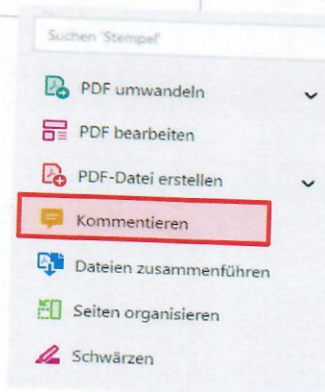 Suchen 'Stempel'
PDF umwandeln
PDF bearbeiten
PDF-Datei erstellen
Kommentieren
Dateien zusammenführen
Seiten organisieren
Schwärzen